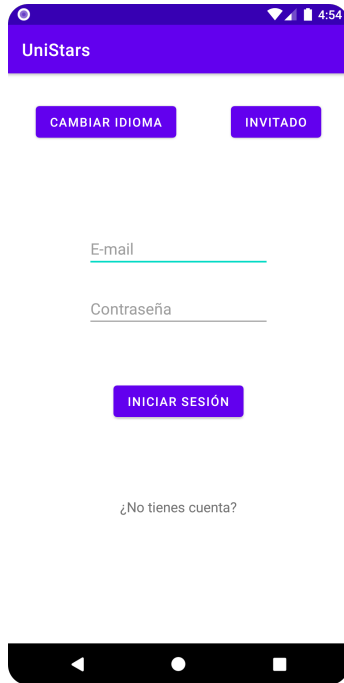 4:54
UniStars
CAMBIAR IDIOMA
INVITADO
E-mail
Contraseña
INICIAR SESIÓN
¿No tienes cuenta?